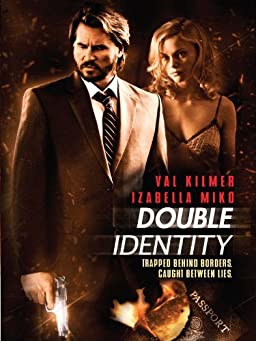 VAL KILMER
IZABELLA MIKO
DOUBLE
IDENTITY
TRAPPED BEHIND BORDERS.
CAUGHT BETWEEN LIES.
PASSPORT